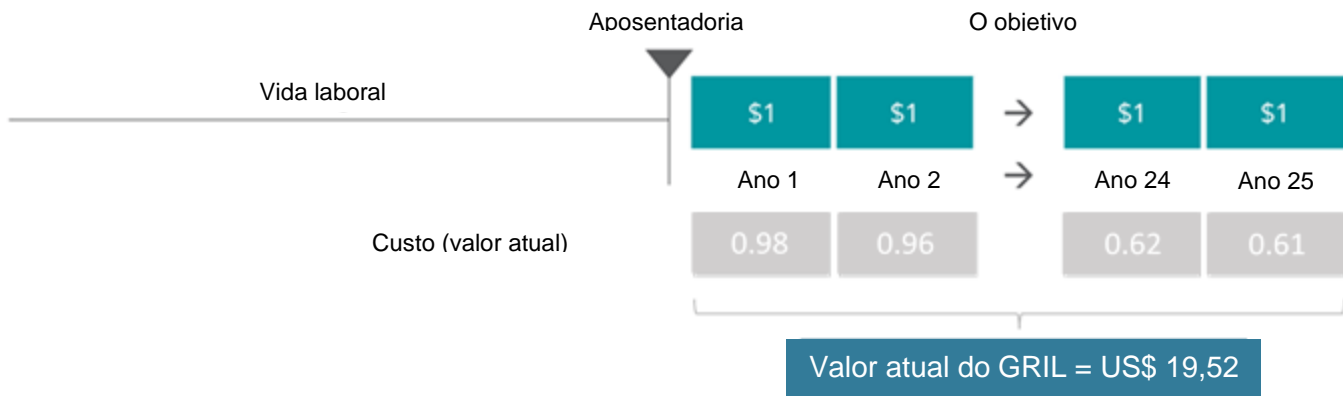 Aposentadoria
O objetivo
Vida laboral
$1 $1 → $1 $1
Ano 1 Ano 2 → Ano 24 Ano 25
Custo (valor atual)
0.98 0.96 0.62 0.61
Valor atual do GRIL = US$ 19,52